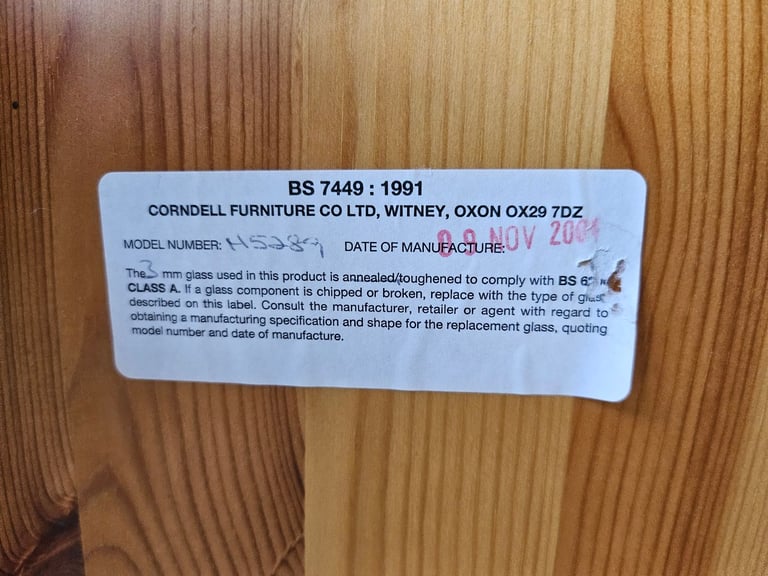 BS 7449 : 1991
CORNDELL FURNITURE CO LTD, WITNEY, OXON OX29 7DZ
MODEL NUMBER: H5289 DATE OF MANUFACTURE: 09 NOV
The 3 mm glass used in this product is annealed/toughened to comply with BS
CLASS A. If a glass component is chipped or broken, replace with the type of glass
described on this label. Consult the manufacturer, retailer or agent with regard to
obtaining a manufacturing specification and shape for the replacement glass, quoting
model number and date of manufacture.